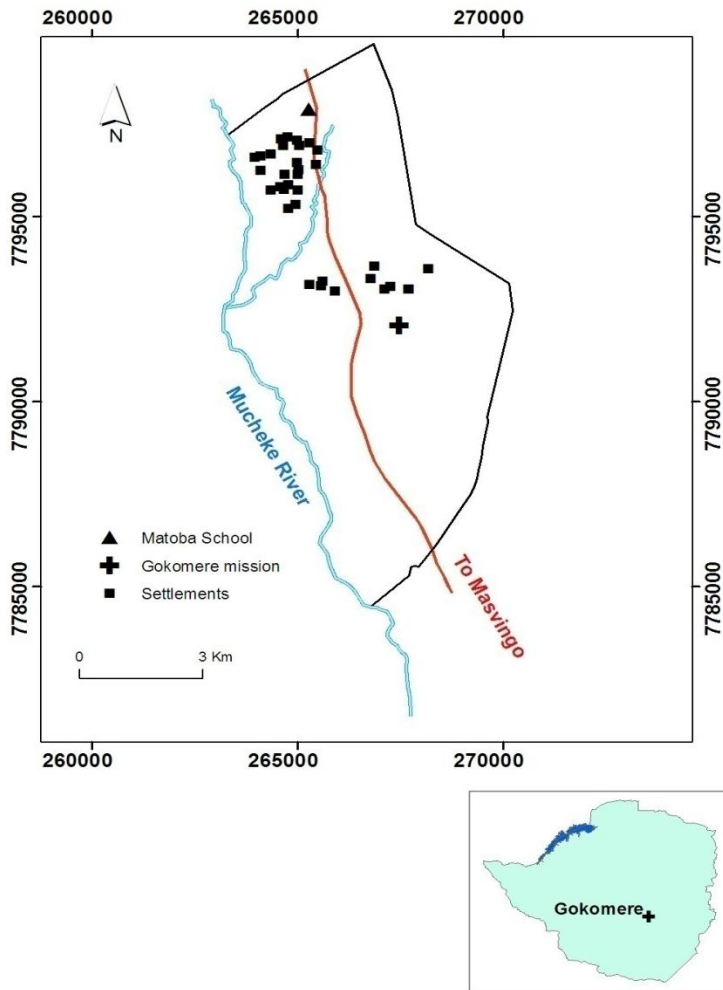 260000 265000 270000
N
7795000 7795000
7790000 7790000
Mucheke River
Matoba School
Gokomere mission
Settlements
7785000 7785000
To Masvingo
0 3 Km
260000 265000 270000
Gokomere